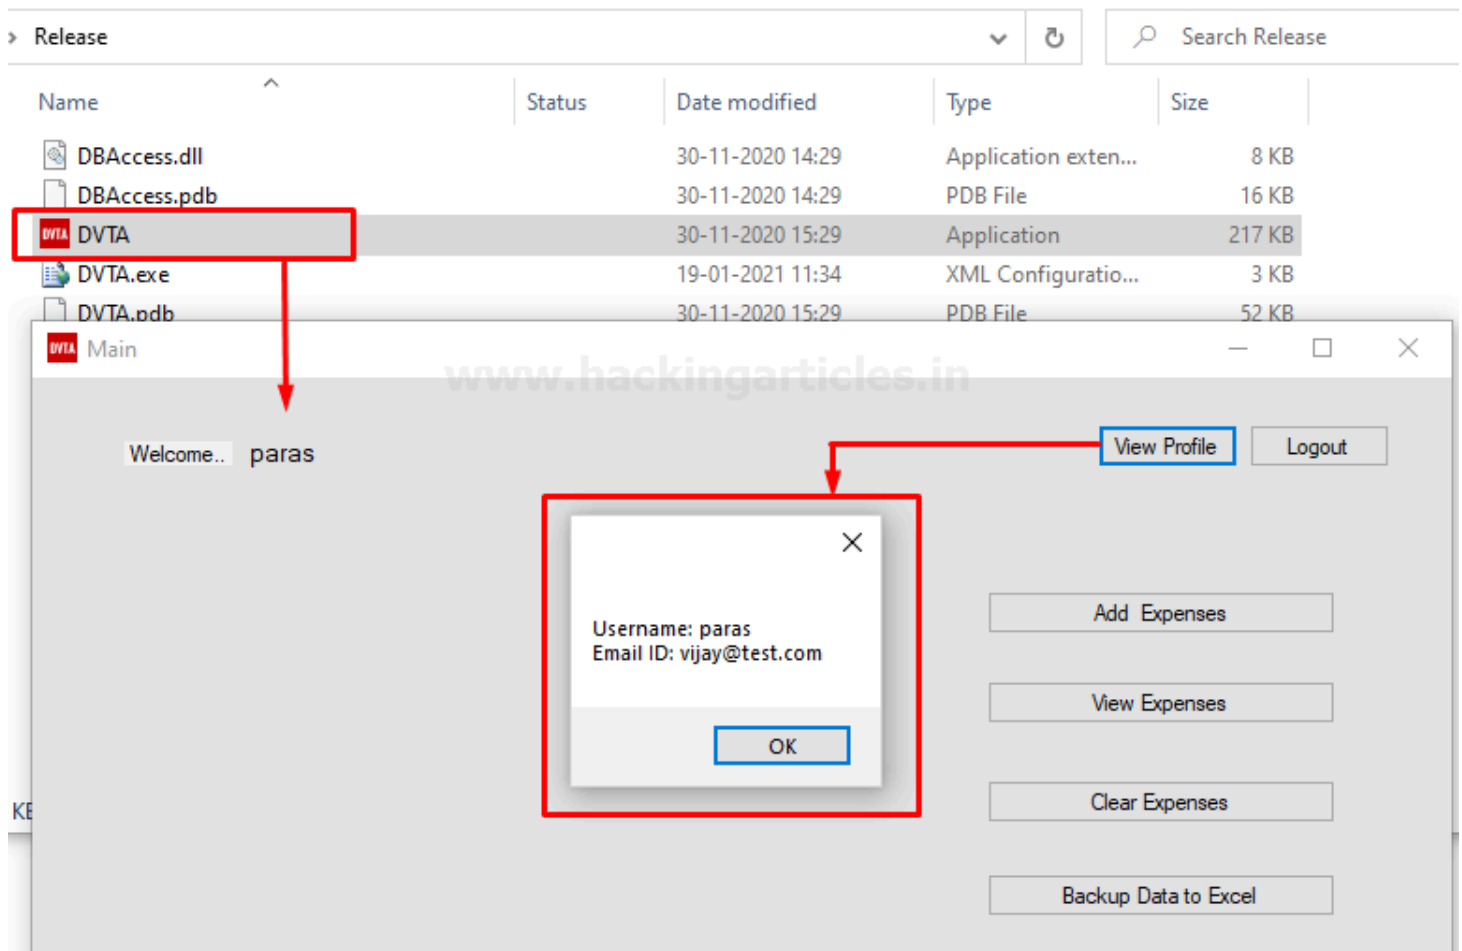 Release
Search Release
Name Status Date modified Type Size
DBAccess.dll 30-11-2020 14:29 Application exten... 8 KB
DBAccess.pdb 30-11-2020 14:29 PDB File 16 KB
DVTA DVTA 30-11-2020 15:29 Application 217 KB
DVTA.exe 19-01-2021 11:34 XML Configuratio... 3 KB
DVTA.pdb 30-11-2020 15:29 PDB File 52 KB
DVTA Main
www.hackingarticles.in
Welcome.. paras
View Profile
Logout
Username: paras
Email ID: vijay@test.com
OK
Add Expenses
View Expenses
Clear Expenses
Backup Data to Excel